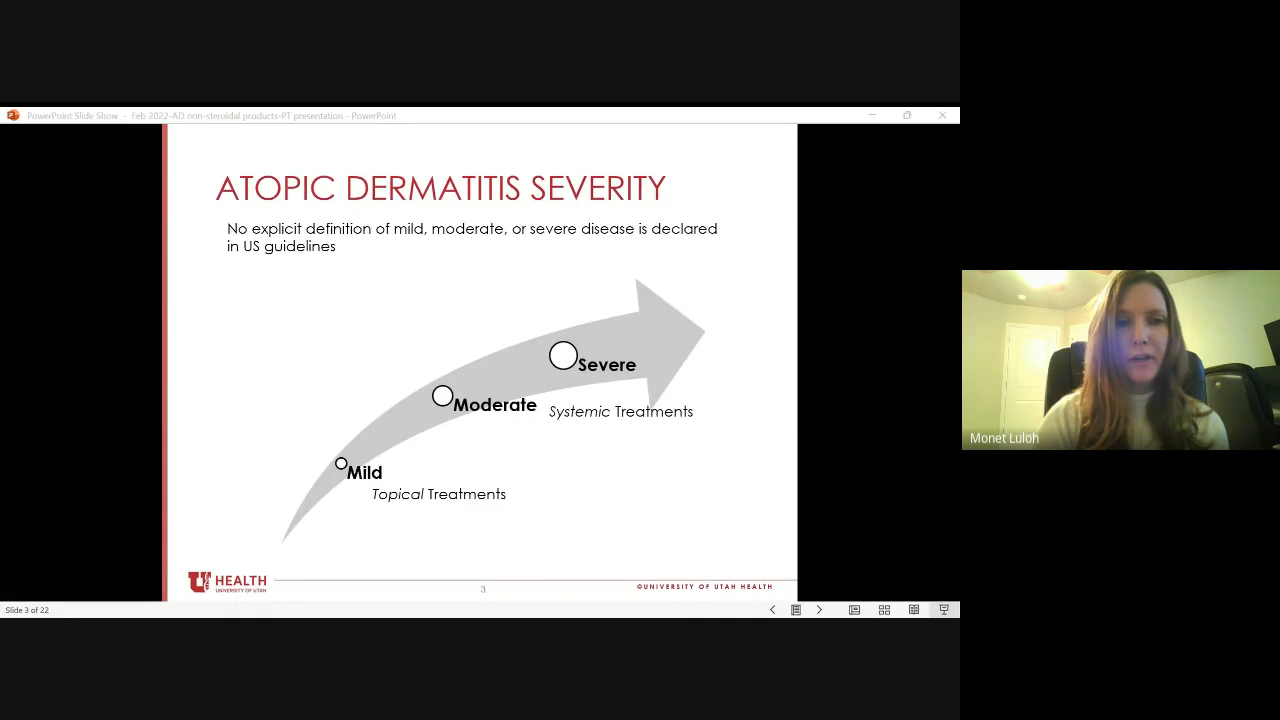 PowerPoint Slide Show - Feb 2022-AD non-steroidal products-PT presentation - PowerPoint
ATOPIC DERMATITIS SEVERITY
No explicit definition of mild, moderate, or severe disease is declared
in US guidelines
Severe
Moderate
Systemic Treatments
Mild
Topical Treatments
Monet Luloh
U HEALTH
UNIVERSITY OF UTAH
3
©UNIVERSITY OF UTAH HEALTH
Slide 3 of 22